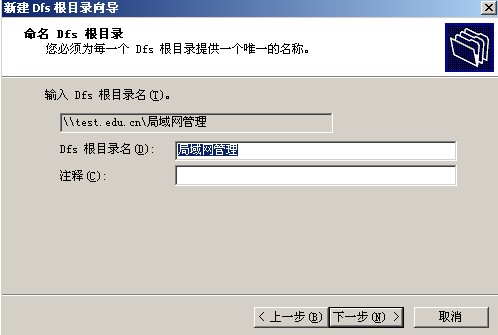 新建 Dfs 根目录向导
命名 Dfs 根目录
您必须为每一个 Dfs 根目录提供一个唯一的名称。
输入 Dfs 根目录名(T)。
\\test.edu.cn\局域网管理
Dfs 根目录名(D): 局域网管理
注释(C):
< 上一步(B) 下一步(N) > 取消